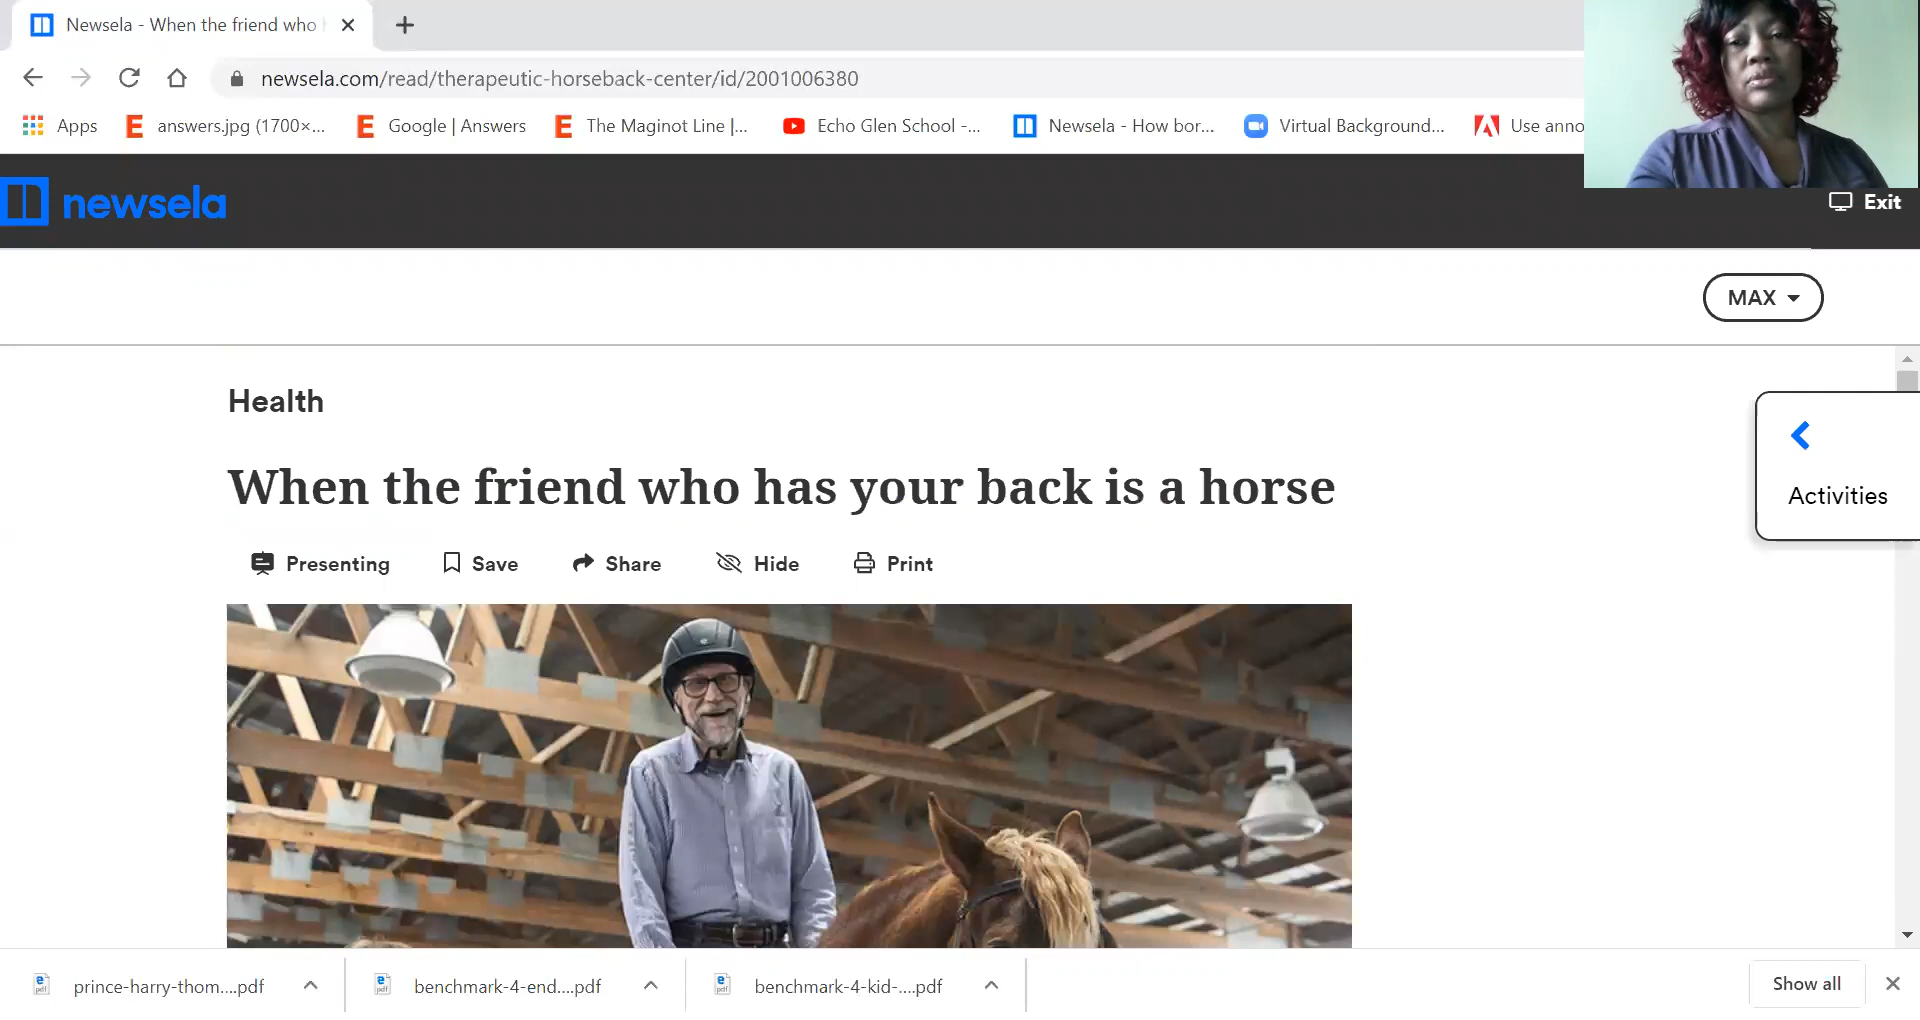 Newsela - When the friend who
newsela.com/read/therapeutic-horseback-center/id/2001006380
Apps answers.jpg (1700×... Google | Answers The Maginot Line |... Echo Glen School -... Newsela - How bor... Virtual Background... Use anno
newsela
Exit
MAX
Health
When the friend who has your back is a horse
Activities
Presenting Save Share Hide Print
prince-harry-thom....pdf benchmark-4-end....pdf benchmark-4-kid-....pdf Show all